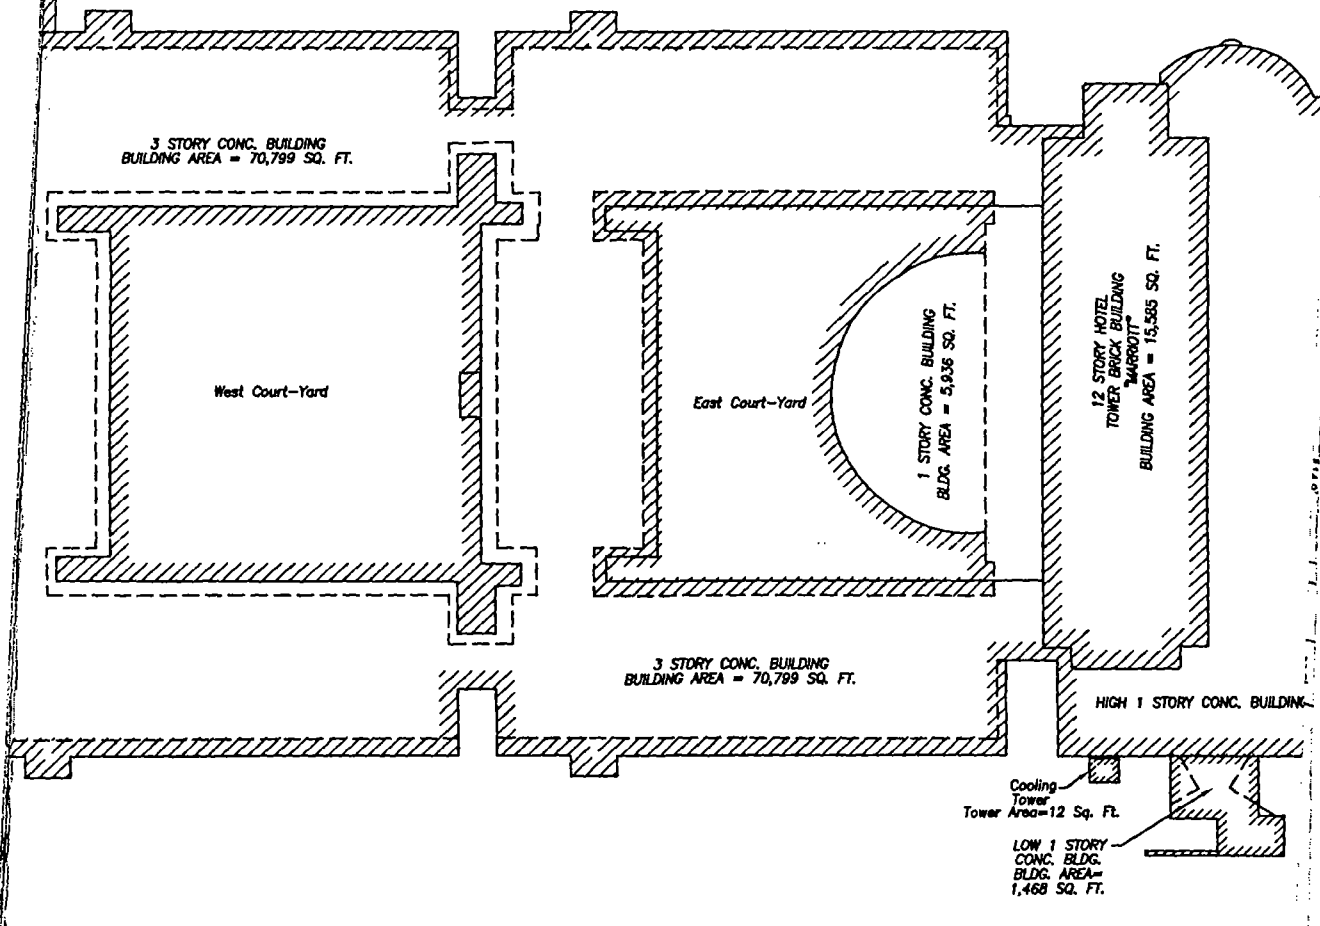 3 STORY CONC. BUILDING
BUILDING AREA = 70,799 SQ. FT.
West Court-Yard
East Court-Yard
1 STORY CONC. BUILDING
BLDG. AREA = 5,936 SQ. FT.
12 STORY HOTEL
TOWER BRICK BUILDING
"MARRIOTT"
BUILDING AREA = 15,585 SQ. FT.
3 STORY CONC. BUILDING
BUILDING AREA = 70,799 SQ. FT.
HIGH 1 STORY CONC. BUILDING
Cooling
Tower
Tower Area=12 Sq. Ft.
LOW 1 STORY
CONC. BLDG.
BLDG. AREA=
1,468 SQ. FT.